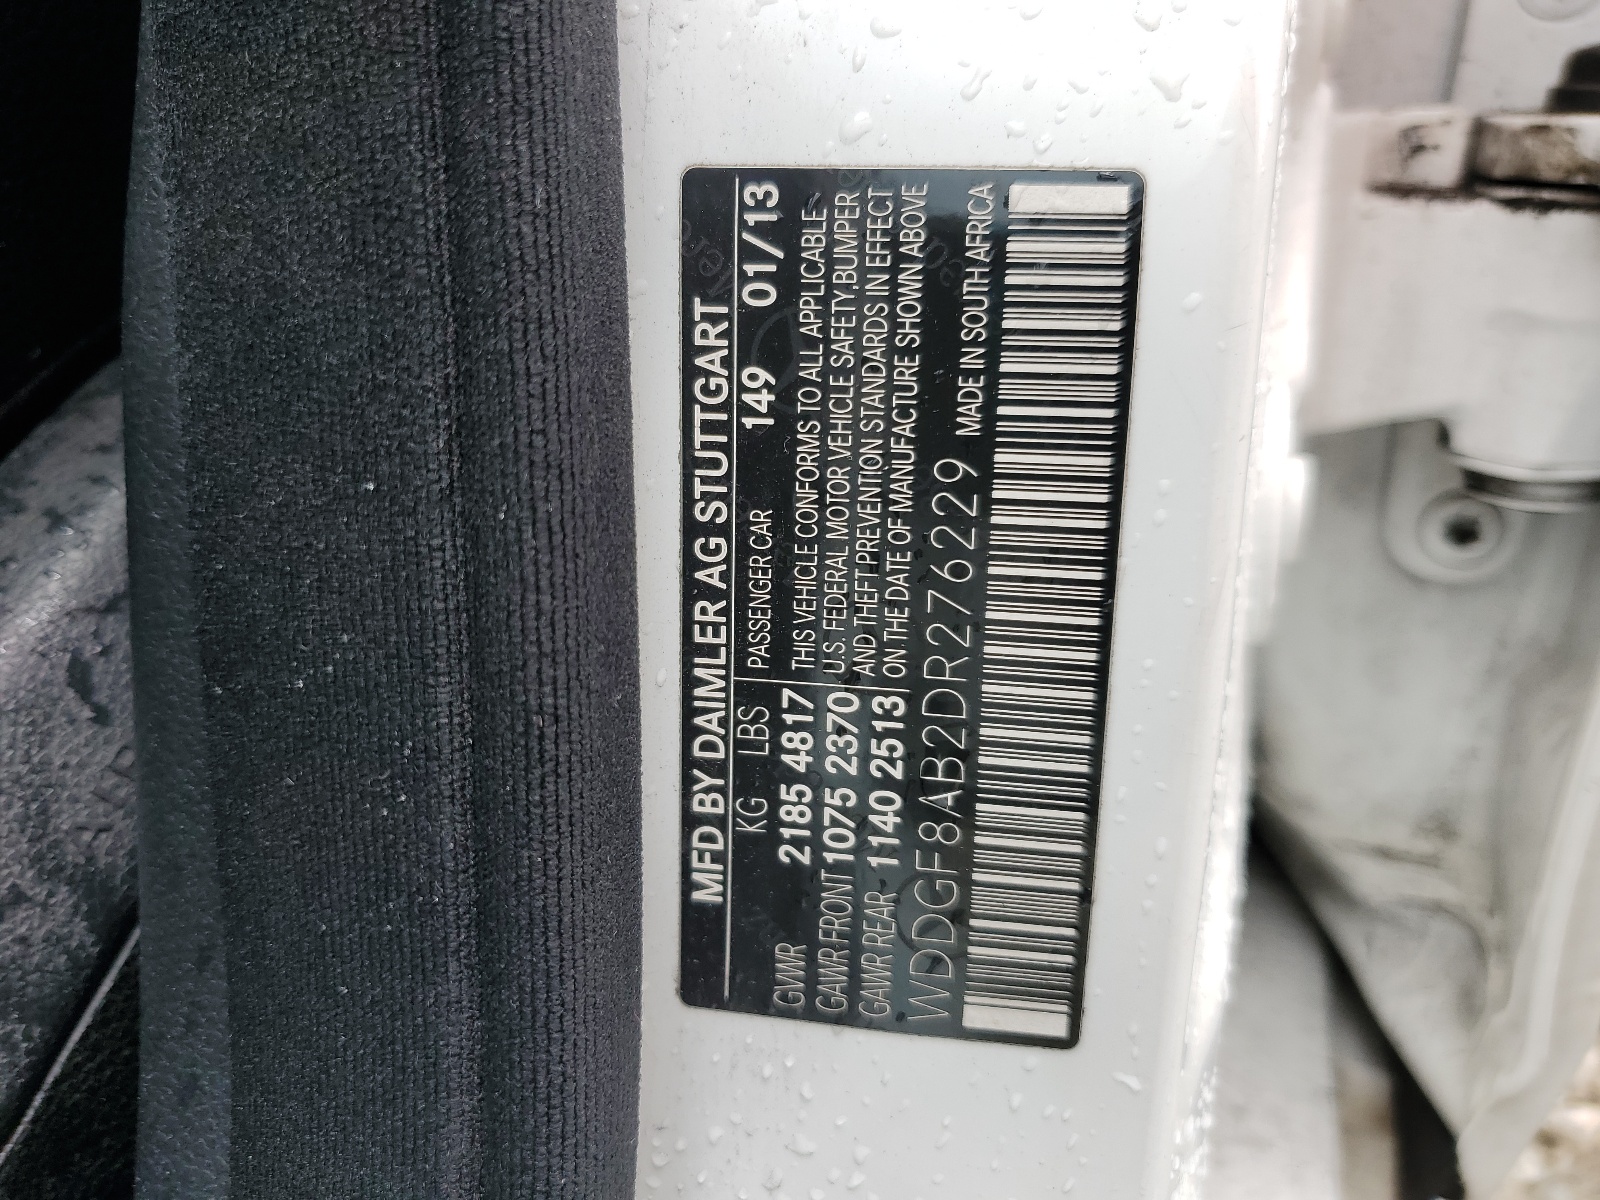 MFD BY DAIMLER AG STUTTGART
KG LBS PASSENGER CAR 149 01/13
GVWR 2185 4817 THIS VEHICLE CONFORMS TO ALL APPLICABLE
GAWR FRONT 1075 2370 U.S. FEDERAL MOTOR VEHICLE SAFETY,BUMPER
GAWR REAR 1140 2513 AND THEFT PREVENTION STANDARDS IN EFFECT
ON THE DATE OF MANUFACTURE SHOWN ABOVE
WDDGF8AB2DR276229 MADE IN SOUTH AFRICA